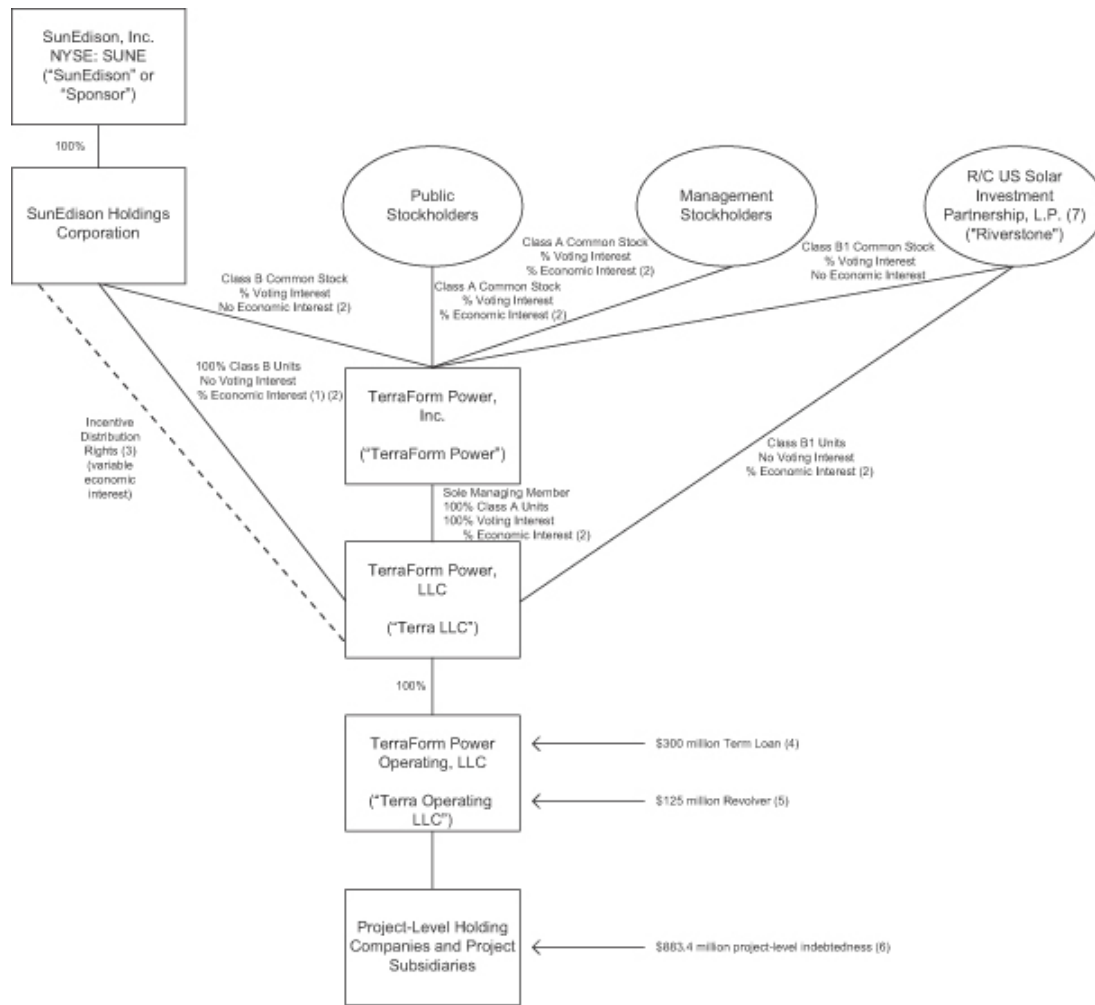 SunEdison, Inc.
NYSE: SUNE
("SunEdison" or
"Sponsor")
100%
SunEdison Holdings
Corporation
Public
Stockholders
Management
Stockholders
R/C US Solar
Investment
Partnership, L.P. (7)
("Riverstone")
Class B Common Stock
% Voting Interest
No Economic Interest (2)
Class A Common Stock
% Voting Interest
% Economic Interest (2)
Class A Common Stock
% Voting Interest
% Economic Interest (2)
Class B1 Common Stock
% Voting Interest
No Economic Interest
100% Class B Units
No Voting Interest
% Economic Interest (1) (2)
TerraForm Power,
Inc.
("TerraForm Power")
Incentive
Distribution
Rights (3)
(variable
economic
interest)
Class B1 Units
No Voting Interest
% Economic Interest (2)
Sole Managing Member
100% Class A Units
100% Voting Interest
% Economic Interest (2)
TerraForm Power,
LLC
("Terra LLC")
100%
TerraForm Power
Operating, LLC
("Terra Operating
LLC")
$300 million Term Loan (4)
$125 million Revolver (5)
Project-Level Holding
Companies and Project
Subsidiaries
$883.4 million project-level indebtedness (6)